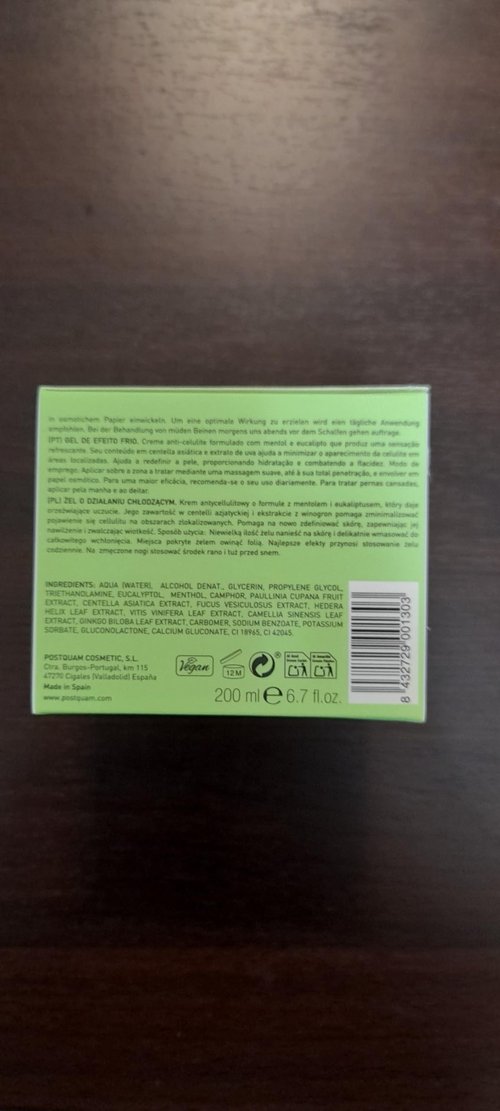 in osmotichem Papier einwickeln. Um eine optimale Wirkung zu erzielen wird eien tägliche Anwendung
empfohlen. Bei der Behandlung von müden Beinen morgens uns abends vor dem Schalfen gehen auftrage.
(PT) GEL DE EFEITO FRIO. Creme anti-celulite formulado com mentol e eucalipto que produz uma sensação
refrescante. Seu conteúdo em centella asiática e extrato de uva ajuda a minimizar o aparecimento da celulite em
áreas localizadas. Ajuda a redefinir a pele, proporcionando hidratação e combatendo a flacidez. Modo de
emprego. Aplicar sobre a zona a tratar mediante uma massagem suave, até à sua total penetração, e envolver em
papel osmótico. Para uma maior eficácia, recomenda-se o seu uso diariamente. Para tratar pernas cansadas,
aplicar pela manha e ao deitar.
(PL) ŻEL O DZIAŁANIU CHŁODZĄCYM. Krem antycellulitowy o formule z mentolem i eukaliptusem, który daje
orzeźwiające uczucie. Jego zawartość w centelli azjatyckiej i ekstrakcie z winogron pomaga zminimalizować
pojawienie się cellulitu na obszarach zlokalizowanych. Pomaga na nowo zdefiniować skórę, zapewniając jej
nawilżenie i zwalczając wiotkość. Sposób użycia: Niewielką ilość żelu nanieść na skórę i delikatnie wmasować do
całkowitego wchłonięcia. Miejsca pokryte żelem owinąć folią. Najlepsze efekty przynosi stosowanie żelu
codziennie. Na zmęczone nogi stosować środek rano i tuż przed snem.
INGREDIENTS: AQUA (WATER), ALCOHOL DENAT., GLYCERIN, PROPYLENE GLYCOL,
TRIETHANOLAMINE, EUCALYPTOL, MENTHOL, CAMPHOR, PAULLINIA CUPANA FRUIT
EXTRACT, CENTELLA ASIATICA EXTRACT, FUCUS VESICULOSUS EXTRACT, HEDERA
HELIX LEAF EXTRACT, VITIS VINIFERA LEAF EXTRACT, CAMELLIA SINENSIS LEAF
EXTRACT, GINKGO BILOBA LEAF EXTRACT, CARBOMER, SODIUM BENZOATE, POTASSIUM
SORBATE, GLUCONOLACTONE, CALCIUM GLUCONATE, CI 18965, CI 42045.
POSTQUAM COSMETIC, S.L.
Ctra. Burgos-Portugal, km 115
47270 Cigales (Valladolid) España
Made in Spain
www.postquam.com
Vegan
12 M
200 ml e 6.7 fl.oz.
8 432729 001303